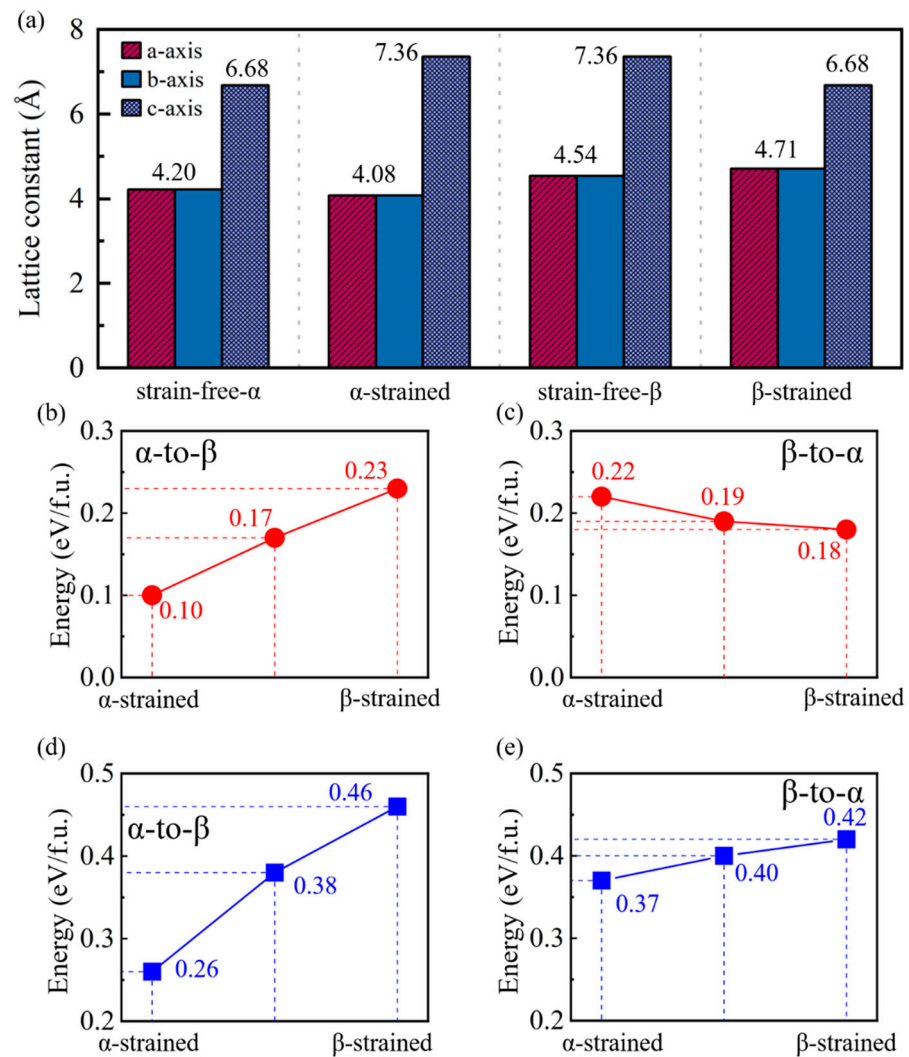 (a)
Lattice constant (Å)
8
6
4
2
0
a-axis
b-axis
c-axis
4.20
6.68
4.08
7.36
4.54
7.36
4.71
6.68
strain-free-α
α-strained
strain-free-β
β-strained
(b)
α-to-β
Energy (eV/f.u.)
0.3
0.2
0.1
0.0
0.10
0.17
0.23
α-strained
β-strained
(c)
β-to-α
Energy (eV/f.u.)
0.3
0.2
0.1
0.0
0.22
0.19
0.18
α-strained
β-strained
(d)
α-to-β
Energy (eV/f.u.)
0.5
0.4
0.3
0.2
0.26
0.38
0.46
α-strained
β-strained
(e)
β-to-α
Energy (eV/f.u.)
0.5
0.4
0.3
0.2
0.37
0.40
0.42
α-strained
β-strained